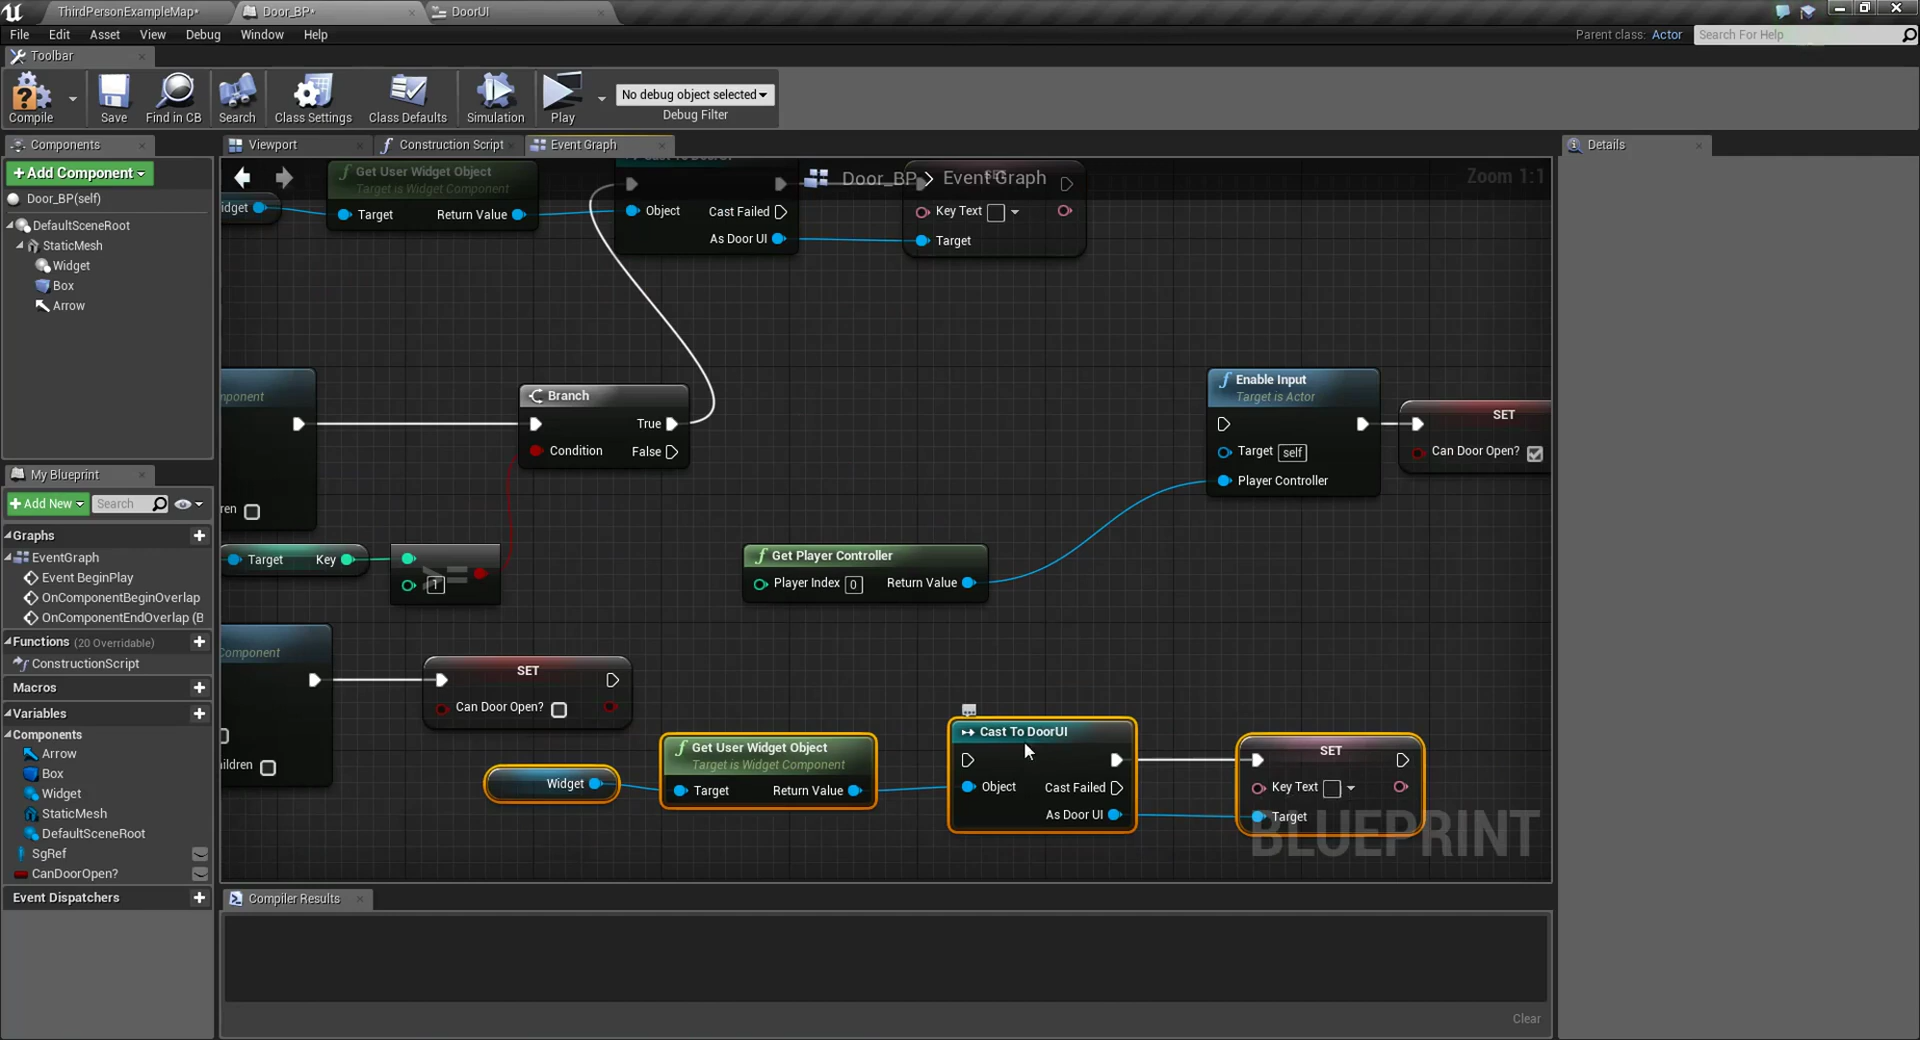 ThirdPersonExampleMap*
Door_BP*
DoorUI
File
Edit
Asset
View
Debug
Window
Help
Parent class: Actor
Search For Help
Toolbar
Compile
Save
Find in CB
Search
Class Settings
Class Defaults
Simulation
Play
No debug object selected
Debug Filter
Components
+Add Component
Door_BP(self)
DefaultSceneRoot
StaticMesh
Widget
Box
Arrow
My Blueprint
+Add New
Search
Graphs
EventGraph
Event BeginPlay
OnComponentBeginOverlap
OnComponentEndOverlap (B
Functions (20 Overridable)
ConstructionScript
Macros
Variables
Components
Arrow
Box
Widget
StaticMesh
DefaultSceneRoot
SgRef
CanDoorOpen?
Event Dispatchers
Viewport
Construction Script
Event Graph
Door_BP > Event Graph
Zoom 1:1
idget
Get User Widget Object
Target is Widget Component
Target
Return Value
Object
Cast Failed
As Door UI
SET
Key Text
Target
mponent
ren
Branch
True
Condition
False
Target
Key
>=
1
Enable Input
Target is Actor
Target self
Player Controller
SET
Can Door Open?
Get Player Controller
Player Index 0
Return Value
Component
ildren
SET
Can Door Open?
Widget
Get User Widget Object
Target is Widget Component
Target
Return Value
Cast To DoorUI
Object
Cast Failed
As Door UI
SET
Key Text
Target
BLUEPRINT
Compiler Results
Clear
Details